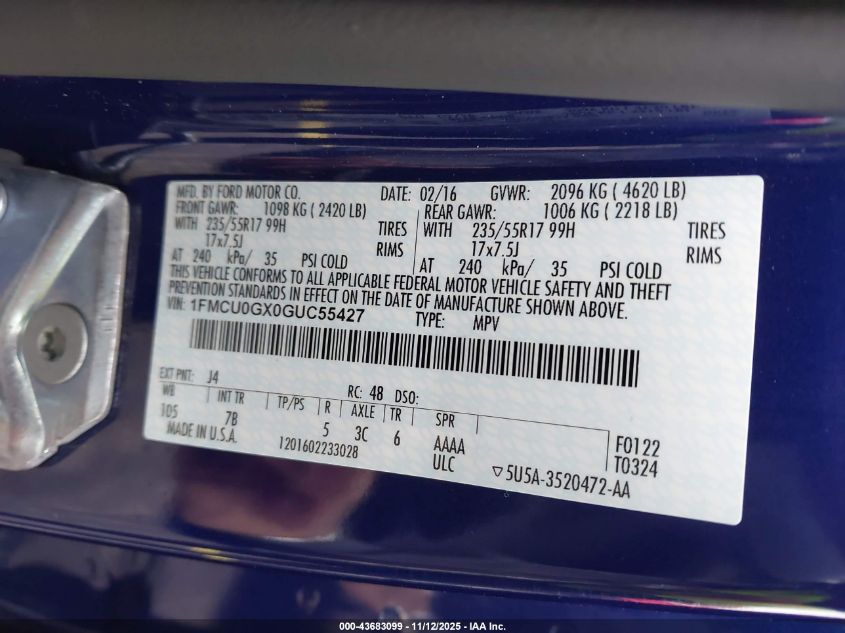 MFD. BY FORD MOTOR CO. DATE: 02/16 GVWR: 2096 KG ( 4620 LB)
FRONT GAWR: 1098 KG ( 2420 LB) REAR GAWR: 1006 KG ( 2218 LB)
WITH 235/55R17 99H TIRES WITH 235/55R17 99H TIRES
17x7.5J RIMS 17x7.5J RIMS
AT 240 kPa/ 35 PSI COLD AT 240 kPa/ 35 PSI COLD
THIS VEHICLE CONFORMS TO ALL APPLICABLE FEDERAL MOTOR VEHICLE SAFETY AND THEFT
PREVENTION STANDARDS IN EFFECT ON THE DATE OF MANUFACTURE SHOWN ABOVE.
VIN: 1FMCU0GX0GUC55427 TYPE: MPV
EXT PNT: J4 RC: 48 DSO:
WB INT TR TP/PS R AXLE TR SPR
105 7B 5 3C 6 AAAA F0122
MADE IN U.S.A. 1201602233028 ULC T0324
▽5U5A-3520472-AA
000-43683099 - 11/12/2025 - IAA Inc.